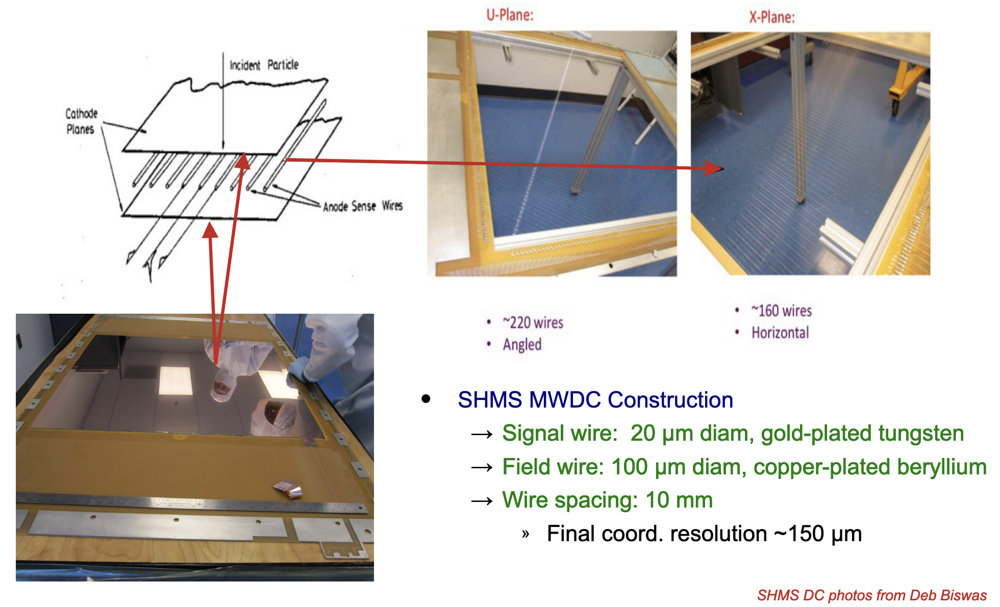 U-Plane:
X-Plane:
Incident Particle
Cathode
Planes
Anode Sense Wires
• ~220 wires
• Angled
• ~160 wires
• Horizontal
• SHMS MWDC Construction
→ Signal wire: 20 µm diam, gold-plated tungsten
→ Field wire: 100 µm diam, copper-plated beryllium
→ Wire spacing: 10 mm
» Final coord. resolution ~150 µm
SHMS DC photos from Deb Biswas